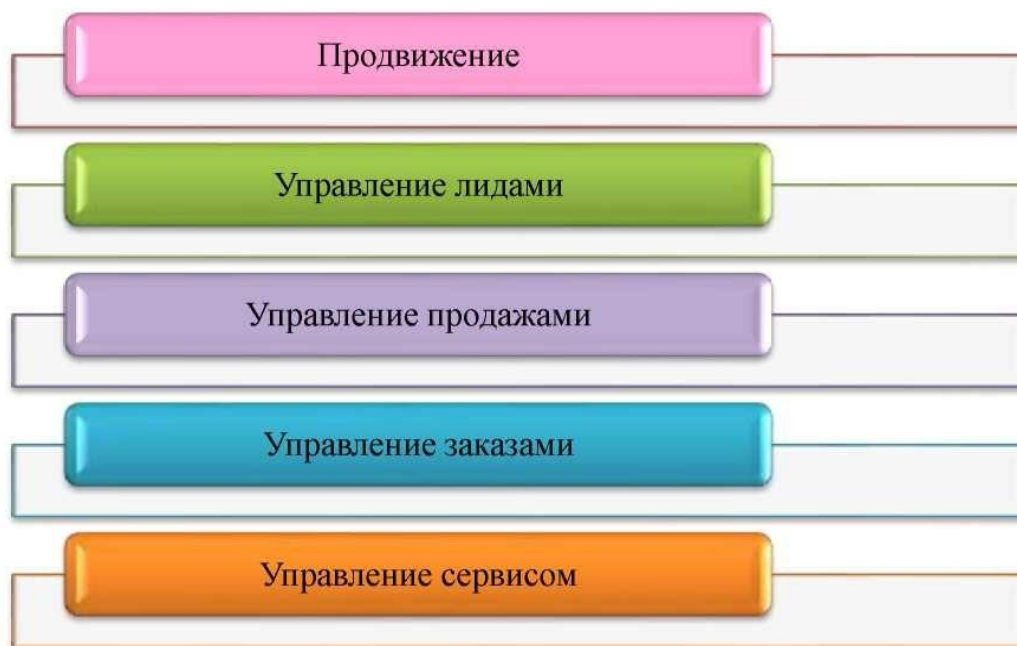 Продвижение
Управление лидами
Управление продажами
Управление заказами
Управление сервисом